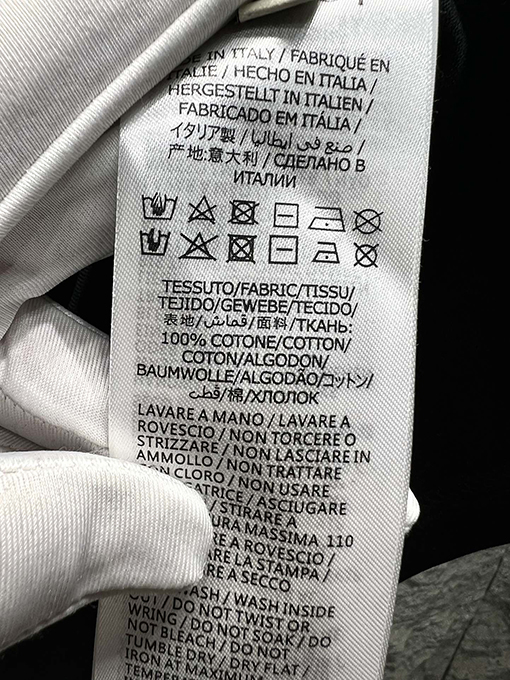 IN ITALY / FABRIQUÉ EN
ITALIE / HECHO EN ITALIA /
HERGESTELLT IN ITALIEN /
FABRICADO EM ITÁLIA /
イタリア製 / صنع في ايطاليا /
产地:意大利 / СДЕЛАНО В
ИТАЛИИ
TESSUTO/FABRIC/TISSU/
TEJIDO/GEWEBE/TECIDO/
表地/قماش/面料/ТКАНЬ:
100% COTONE/COTTON/
COTON/ALGODON/
BAUMWOLLE/ALGODÃO/コットン/
قطن/棉/ХЛОПОК
LAVARE A MANO / LAVARE A
ROVESCIO / NON TORCERE O
STRIZZARE / NON LASCIARE IN
AMMOLLO / NON TRATTARE
CON CLORO / NON USARE
ASCIUGARE
/ STIRARE A
MASSIMA 110
A ROVESCIO /
LA STAMPA /
A SECCO
WASH / WASH INSIDE
OUT / DO NOT TWIST OR
WRING / DO NOT SOAK / DO
NOT BLEACH / DO NOT
TUMBLE DRY / DRY FLAT /
IRON AT MAXIMUM